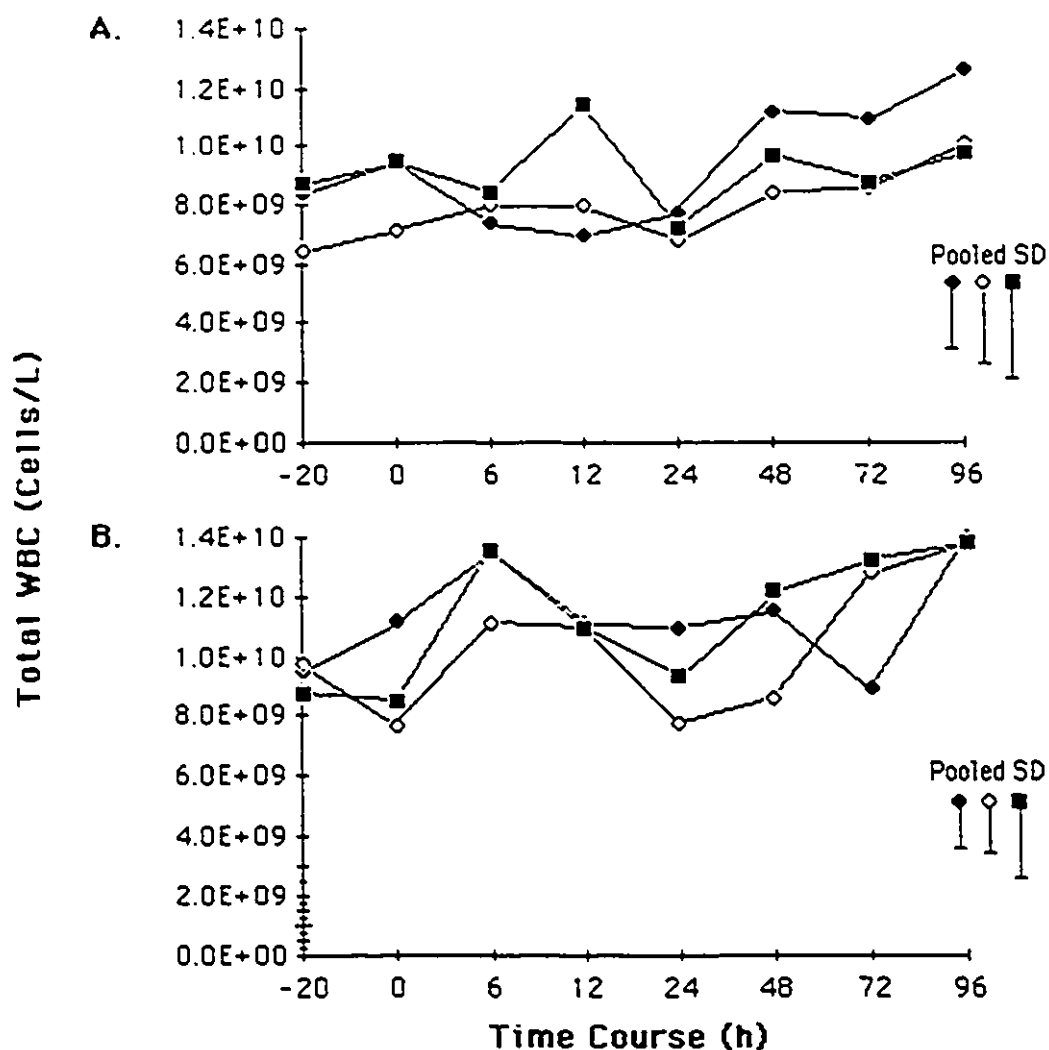 A.
1.4E+10
1.2E+10
1.0E+10
8.0E+09
6.0E+09
4.0E+09
2.0E+09
0.0E+00
Pooled SD
-20 0 6 12 24 48 72 96
Total WBC (Cells/L)
B.
1.4E+10
1.2E+10
1.0E+10
8.0E+09
6.0E+09
4.0E+09
2.0E+09
0.0E+00
Pooled SD
-20 0 6 12 24 48 72 96
Time Course (h)